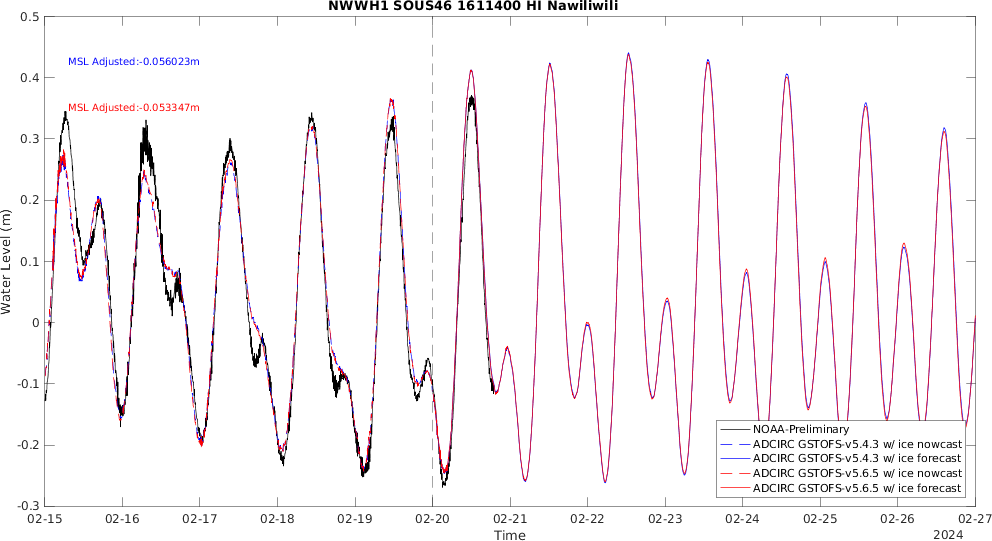 NWWH1 SOUS46 1611400 HI Nawiliwili
0.5
0.4
0.3
0.2
0.1
0
-0.1
-0.2
-0.3
Water Level (m)
MSL Adjusted:-0.056023m
MSL Adjusted:-0.053347m
NOAA-Preliminary
ADCIRC GSTOFS-v5.4.3 w/ ice nowcast
ADCIRC GSTOFS-v5.4.3 w/ ice forecast
ADCIRC GSTOFS-v5.6.5 w/ ice nowcast
ADCIRC GSTOFS-v5.6.5 w/ ice forecast
02-15 02-16 02-17 02-18 02-19 02-20 02-21 02-22 02-23 02-24 02-25 02-26 02-27
Time
2024